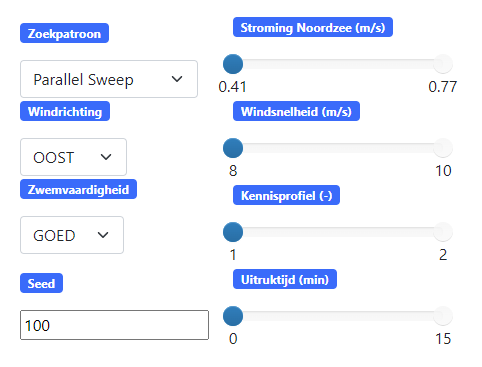 Zoekpatroon
Parallel Sweep
Windrichting
OOST
Zwemvaardigheid
GOED
Seed
100
Stroming Noordzee (m/s)
0.41 0.77
Windsnelheid (m/s)
8 10
Kennisprofiel (-)
1 2
Uitruktijd (min)
0 15